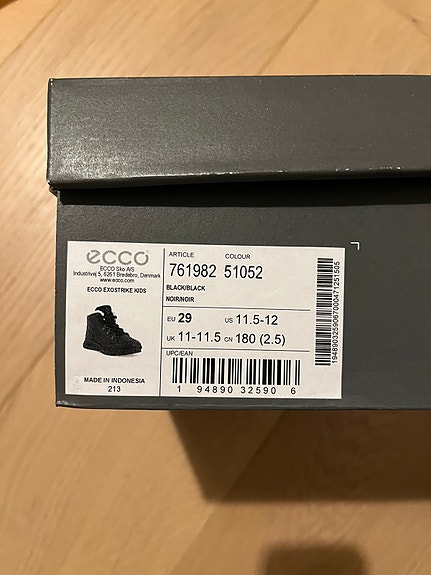 ecco
ECCO Sko A/S
Industrivej 5, 6261 Bredebro, Denmark
www.ecco.com
ECCO EXOSTRIKE KIDS
MADE IN INDONESIA
213
ARTICLE COLOUR
761982 51052
BLACK/BLACK
NOIR/NOIR
EU 29 US 11.5-12
UK 11-11.5 CN 180 (2.5)
UPC/EAN
1 94890 32590 6
194890325906700047125150S